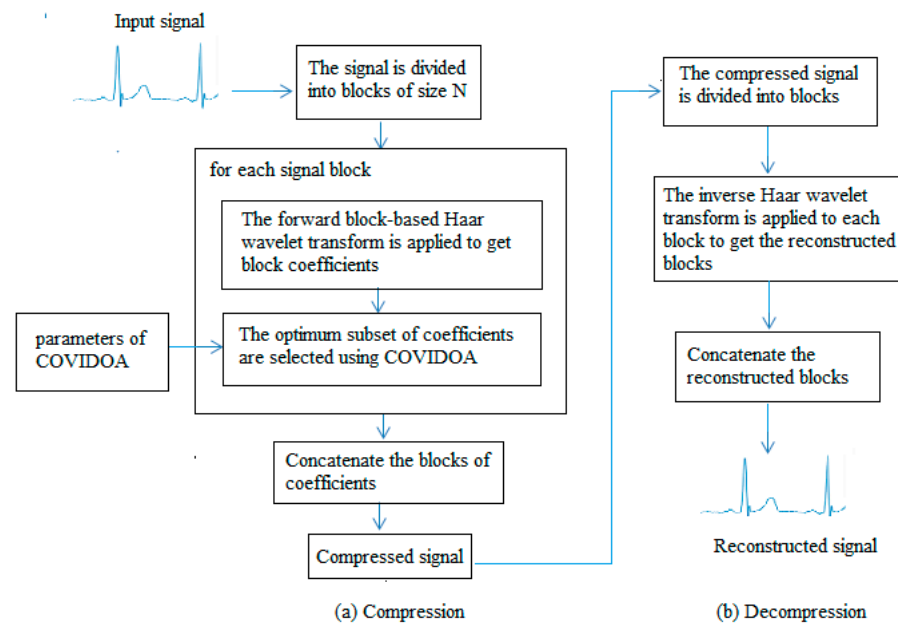 Input signal
The signal is divided
into blocks of size N
for each signal block
The forward block-based Haar
wavelet transform is applied to get
block coefficients
parameters of
COVIDOA
The optimum subset of coefficients
are selected using COVIDOA
Concatenate the blocks of
coefficients
Compressed signal
(a) Compression
The compressed signal
is divided into blocks
The inverse Haar wavelet
transform is applied to each
block to get the reconstructed
blocks
Concatenate the
reconstructed blocks
Reconstructed signal
(b) Decompression